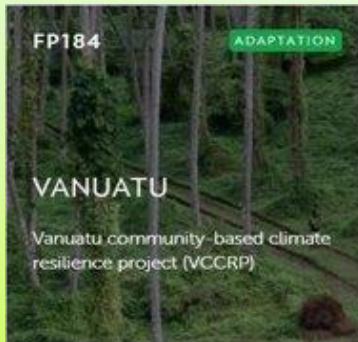 FP184
ADAPTATION
VANUATU
Vanuatu community-based climate
resilience project (VCCRP)